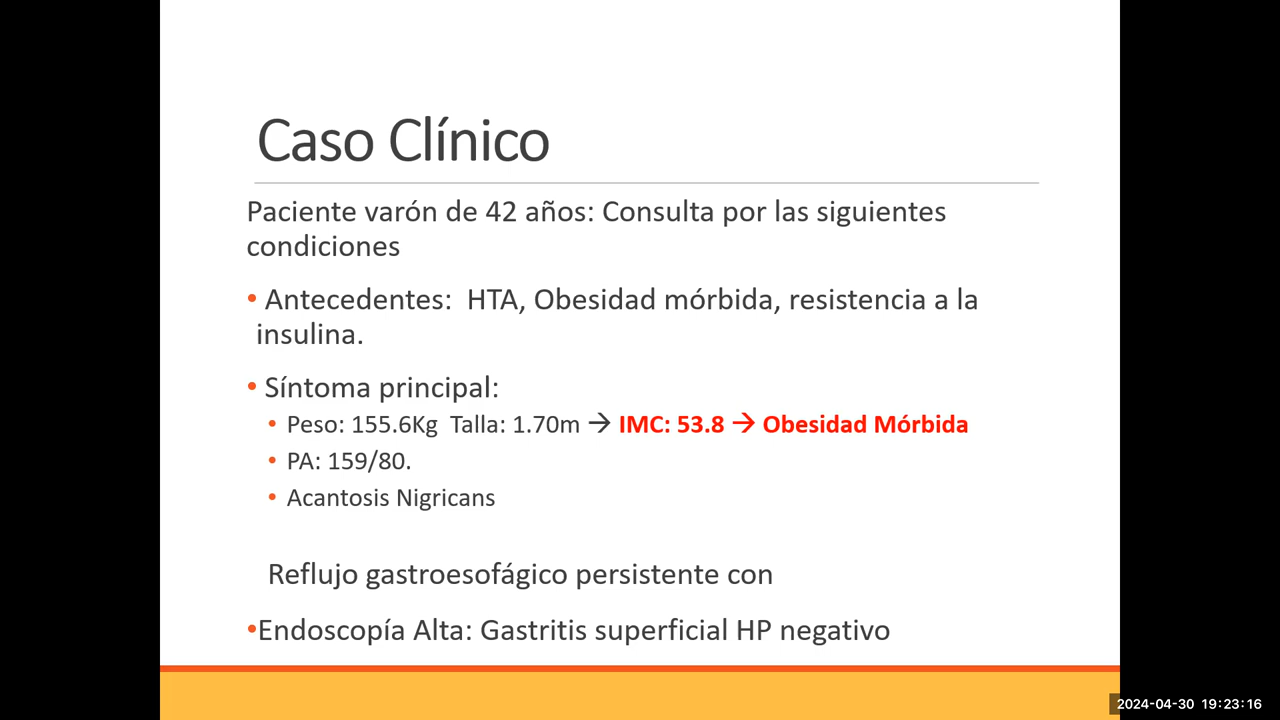 Caso Clínico
Paciente varón de 42 años: Consulta por las siguientes
condiciones
• Antecedentes: HTA, Obesidad mórbida, resistencia a la
insulina.
• Síntoma principal:
• Peso: 155.6Kg Talla: 1.70m → IMC: 53.8 → Obesidad Mórbida
• PA: 159/80.
• Acantosis Nigricans
Reflujo gastroesofágico persistente con
•Endoscopía Alta: Gastritis superficial HP negativo
2024-04-30 19:23:16